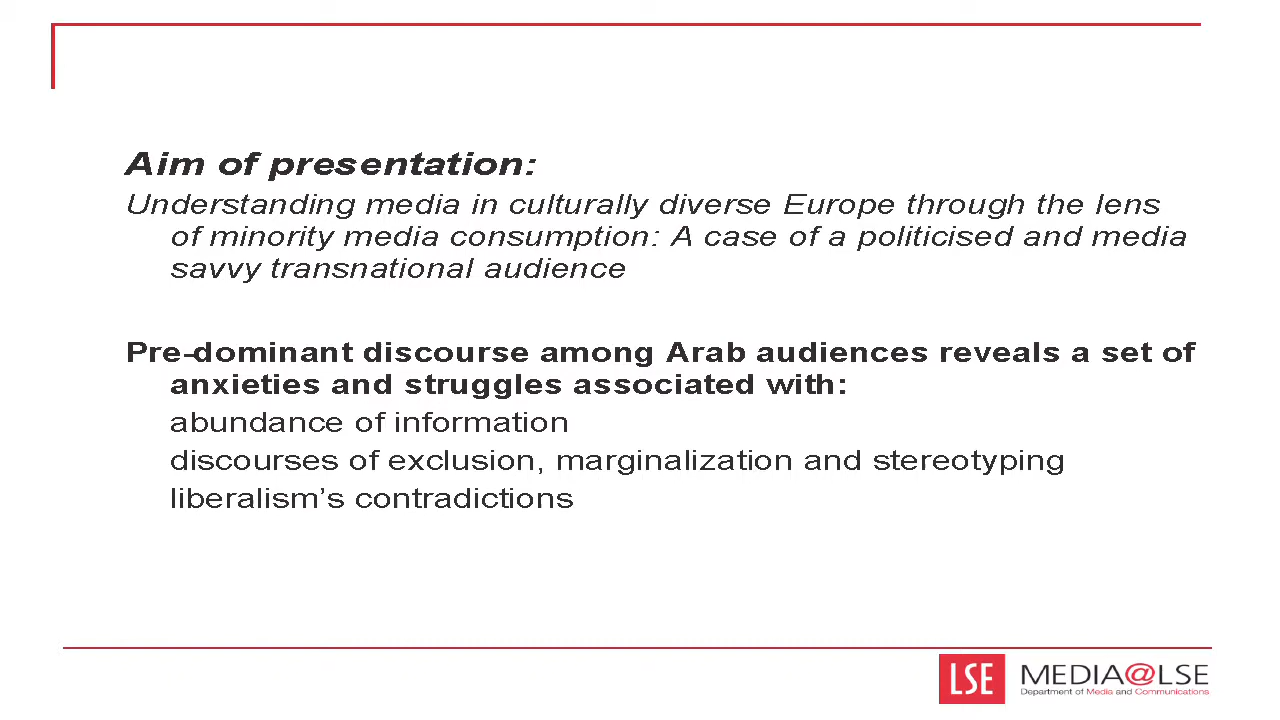 Aim of presentation:
Understanding media in culturally diverse Europe through the lens
of minority media consumption: A case of a politicised and media
savvy transnational audience
Pre-dominant discourse among Arab audiences reveals a set of
anxieties and struggles associated with:
abundance of information
discourses of exclusion, marginalization and stereotyping
liberalism's contradictions
LSE MEDIA@LSE
Department of Media and Communications